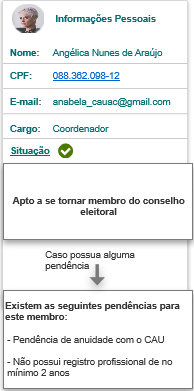 Informações Pessoais
Nome: Angélica Nunes de Araújo
CPF: 088.362.098-12
E-mail: anabela_cauac@gmail.com
Cargo: Coordenador
Situação
Apto a se tornar membro do conselho
eleitoral
Caso possua alguma
pendência
Existem as seguintes pendências para
este membro:
- Pendência de anuidade com o CAU
- Não possui registro profissional de no
mínimo 2 anos